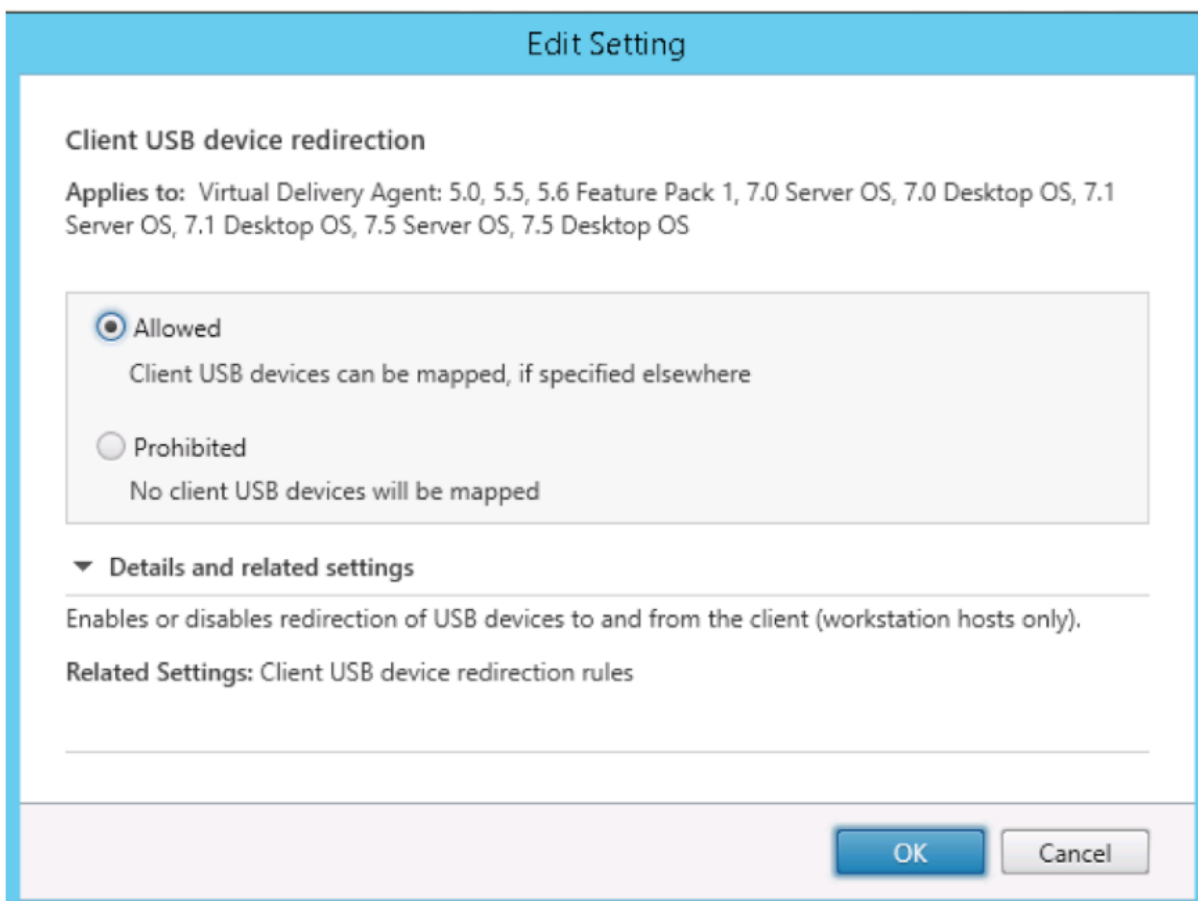 Edit Setting
Client USB device redirection
Applies to: Virtual Delivery Agent: 5.0, 5.5, 5.6 Feature Pack 1, 7.0 Server OS, 7.0 Desktop OS, 7.1
Server OS, 7.1 Desktop OS, 7.5 Server OS, 7.5 Desktop OS
Allowed
Client USB devices can be mapped, if specified elsewhere
Prohibited
No client USB devices will be mapped
Details and related settings
Enables or disables redirection of USB devices to and from the client (workstation hosts only).
Related Settings: Client USB device redirection rules
OK
Cancel